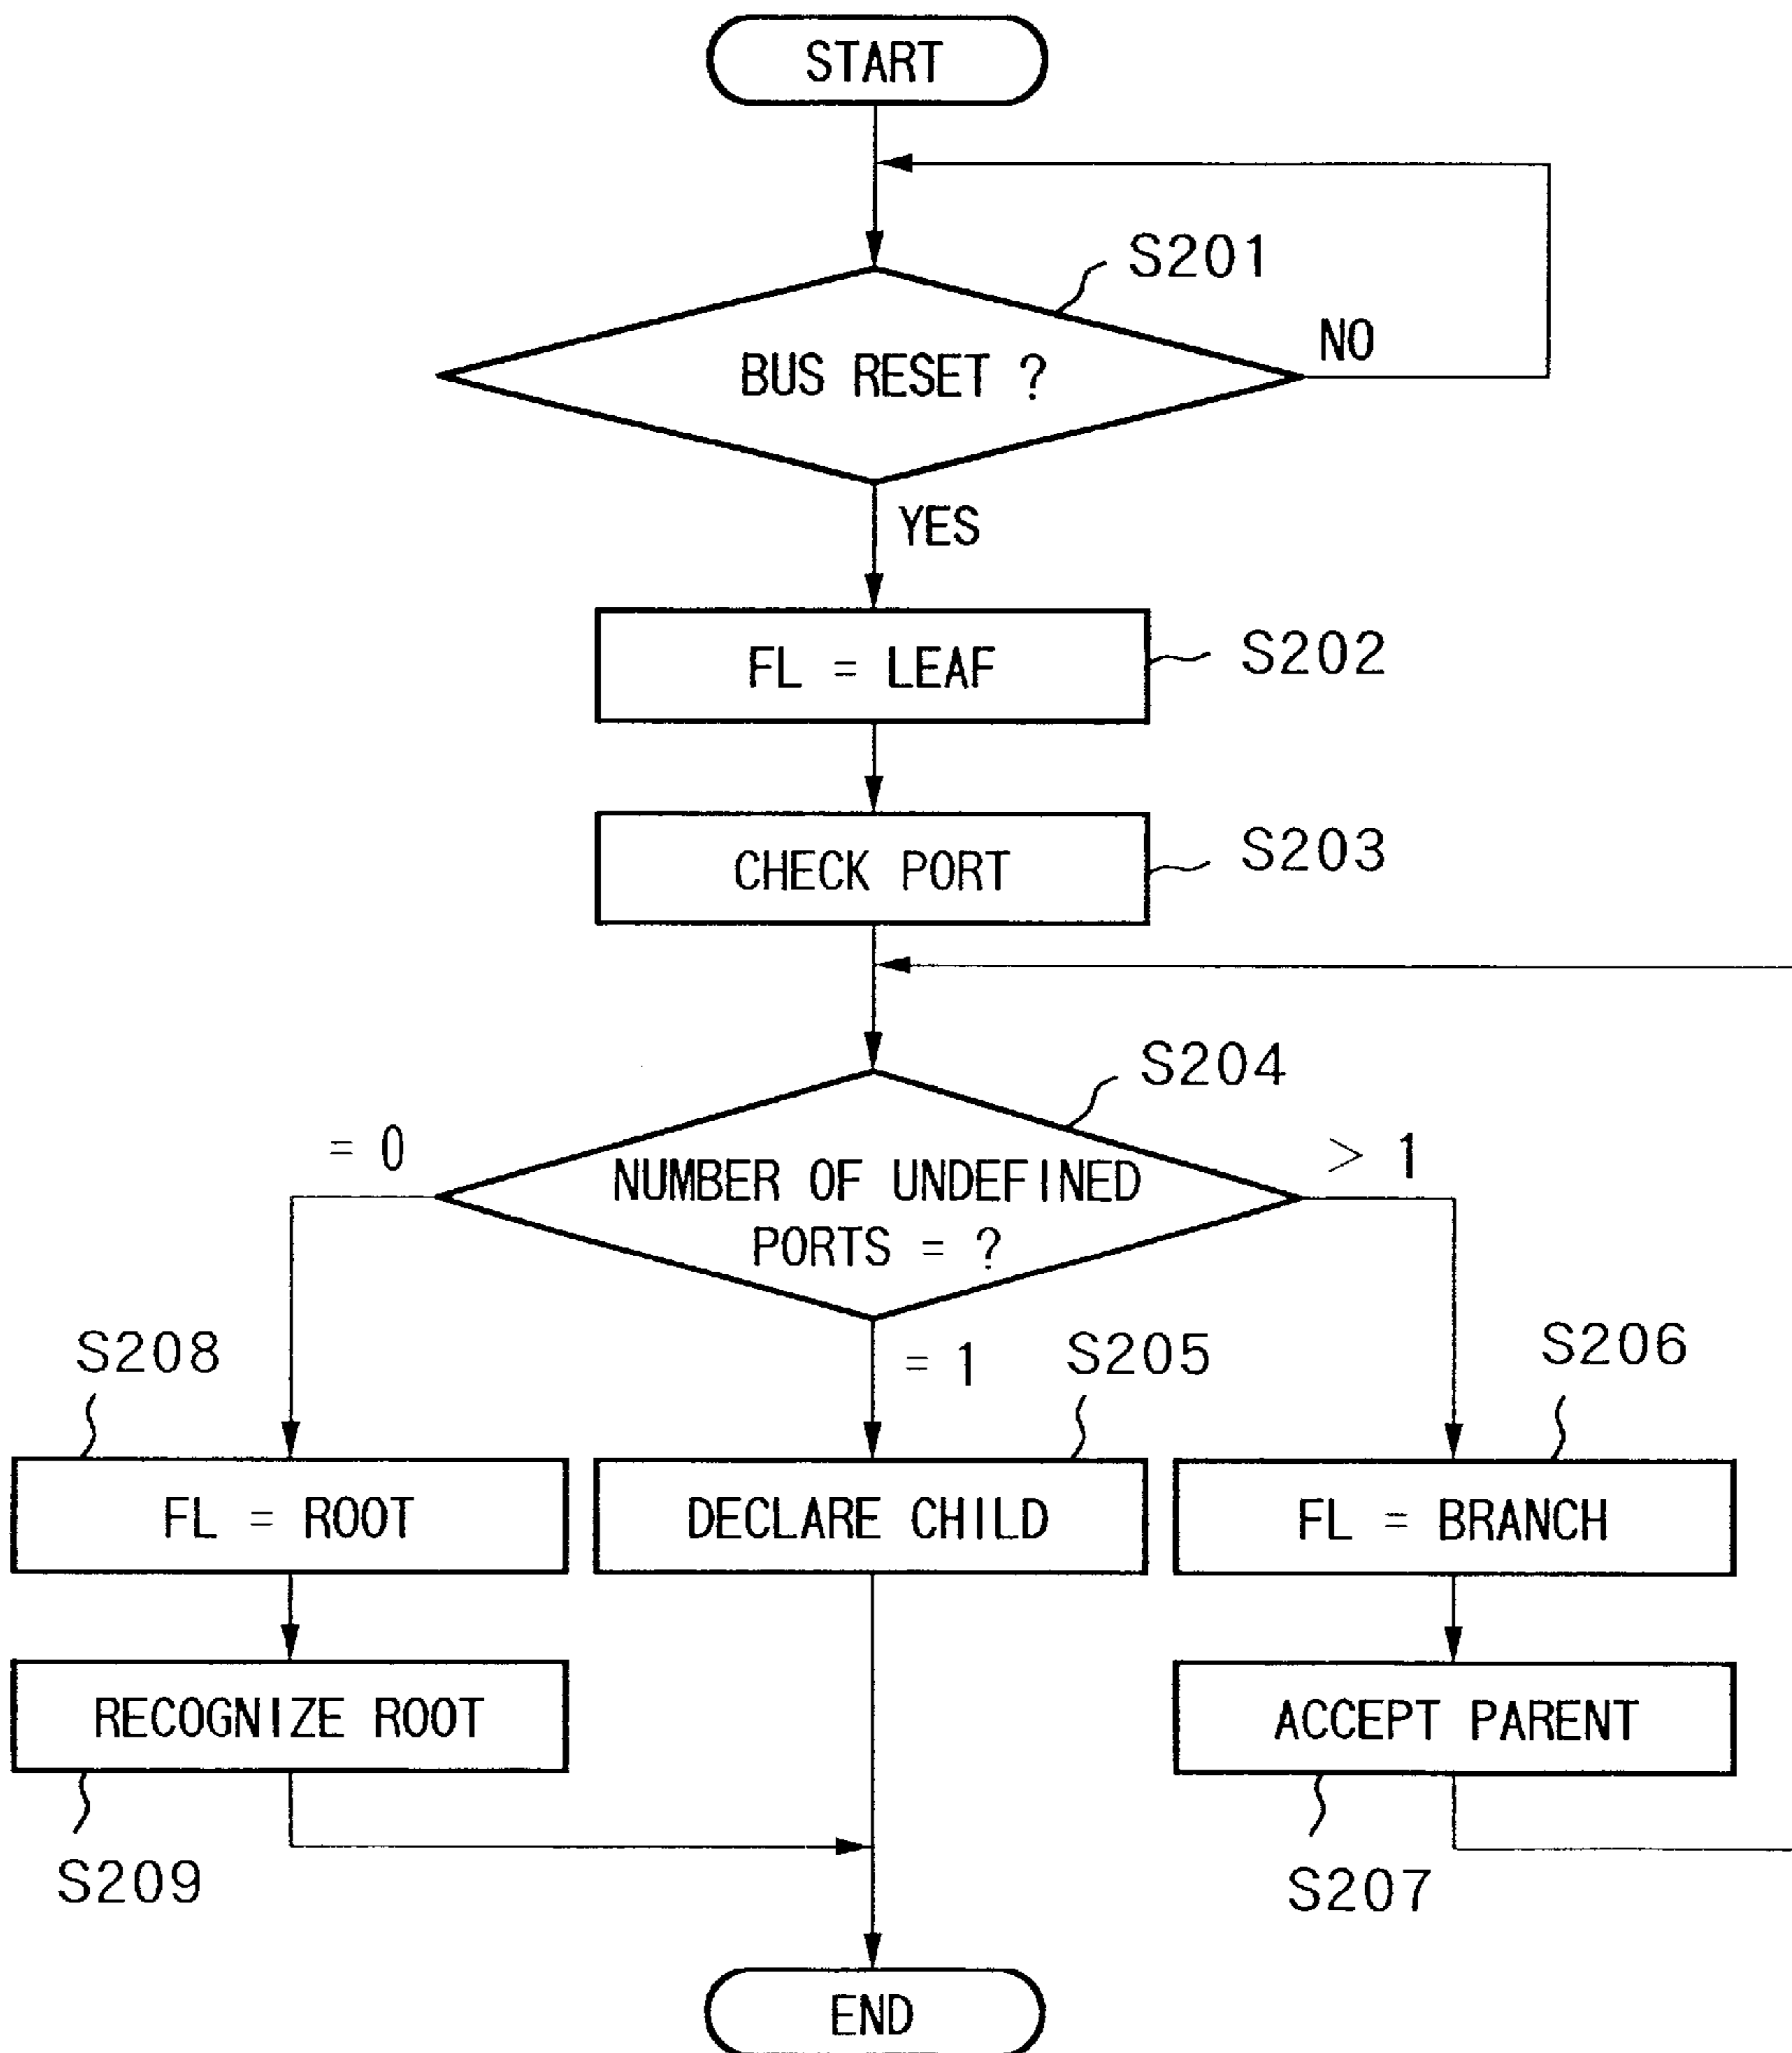 START
S201
NO
BUS RESET ?
YES
FL = LEAF
S202
CHECK PORT
S203
S204
= 0
> 1
NUMBER OF UNDEFINED
PORTS = ?
S208
= 1
S205
S206
FL = ROOT
DECLARE CHILD
FL = BRANCH
RECOGNIZE ROOT
ACCEPT PARENT
S209
S207
END